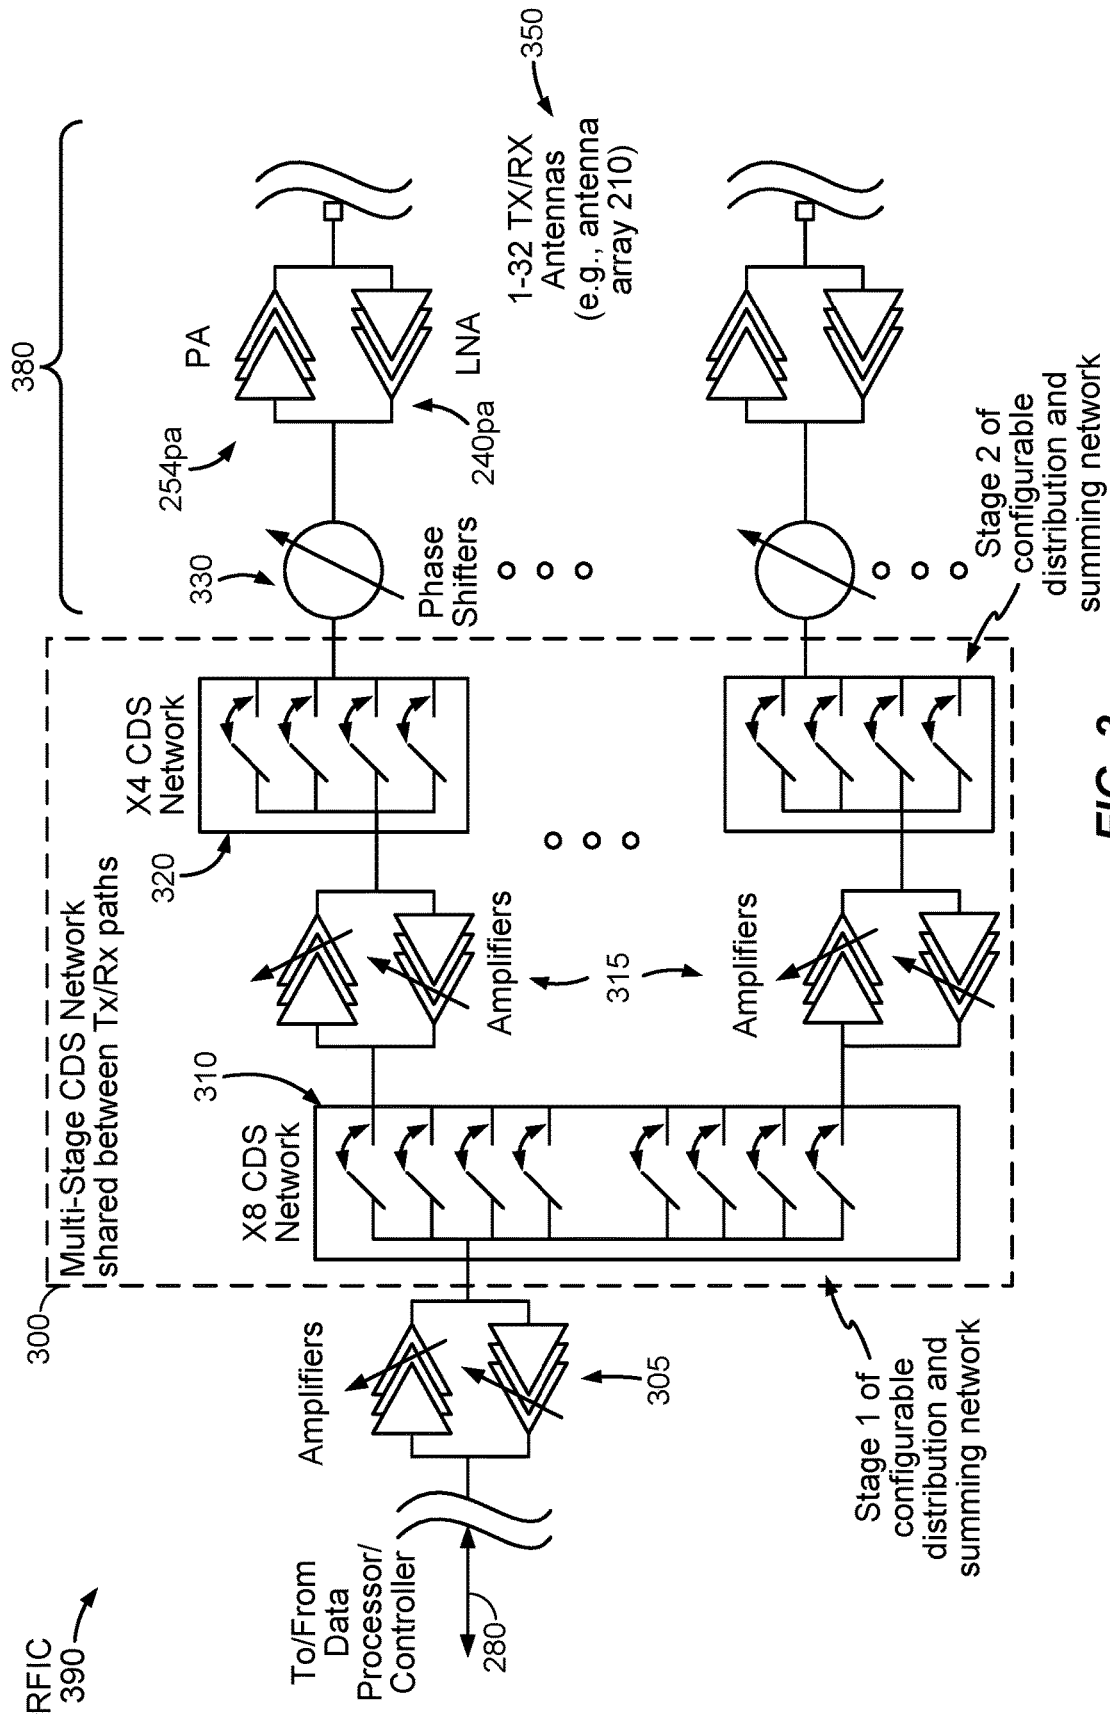 RFIC
390
300
Multi-Stage CDS Network
shared between Tx/Rx paths
380
To/From Data
Processor/
Controller
280
Amplifiers
305
X8 CDS
Network
310
Stage 1 of
configurable
distribution and
summing network
Amplifiers
315
Amplifiers
X4 CDS
Network
320
Stage 2 of
configurable
distribution and
summing network
330
Phase
Shifters
254pa
PA
240pa
LNA
1-32 TX/RX
Antennas
(e.g., antenna
array 210)
350